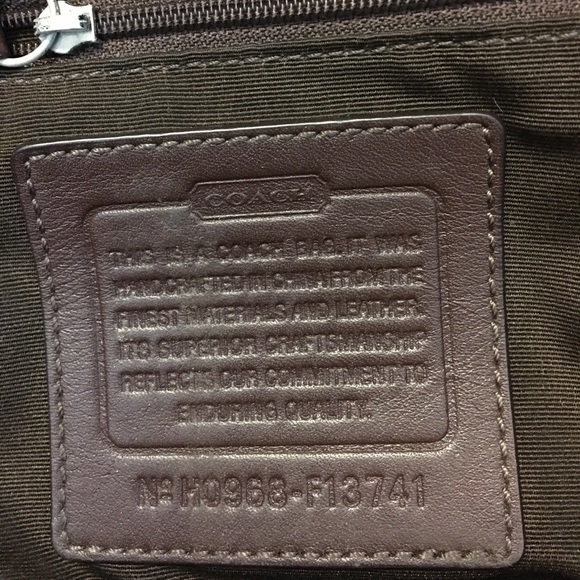 COACH
THIS IS A COACH BAG. IT WAS
HANDCRAFTED IN CHINA FROM THE
FINEST MATERIALS AND LEATHER.
ITS SUPERIOR CRAFTSMANSHIP
REFLECTS OUR COMMITMENT TO
ENDURING QUALITY.
Nº H0968-F13741